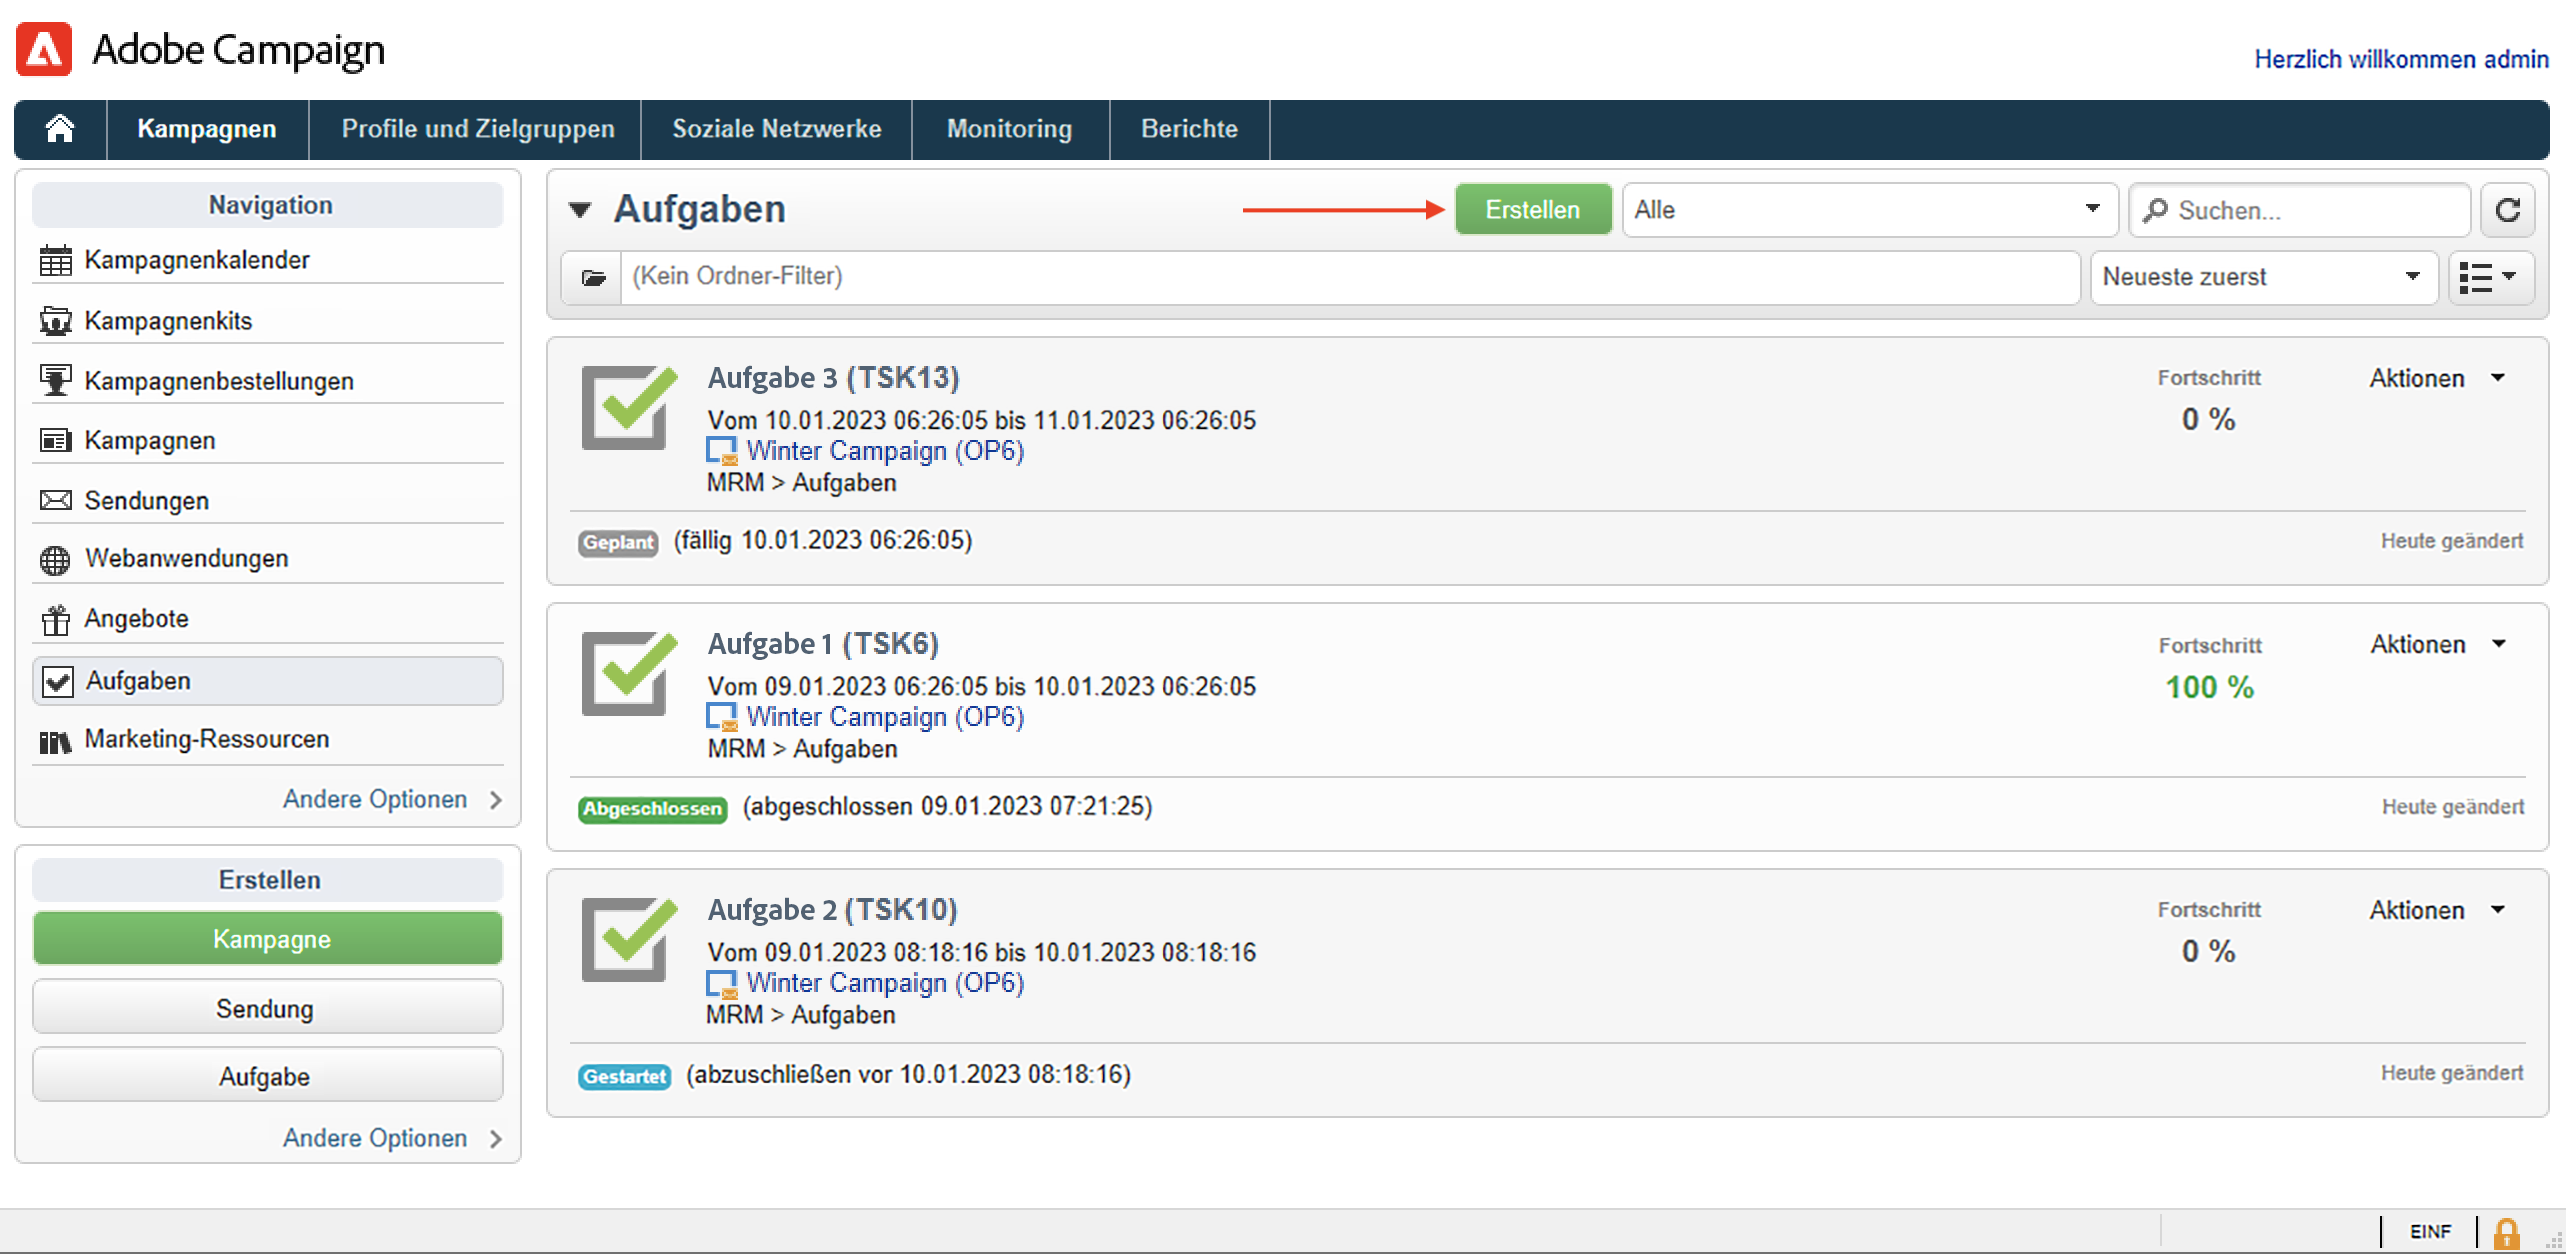 Adobe Campaign
Herzlich willkommen admin
Kampagnen
Profile und Zielgruppen
Soziale Netzwerke
Monitoring
Berichte
Navigation
Kampagnenkalender
Kampagnenkits
Kampagnenbestellungen
Kampagnen
Sendungen
Webanwendungen
Angebote
Aufgaben
Marketing-Ressourcen
Andere Optionen
Erstellen
Kampagne
Sendung
Aufgabe
Andere Optionen
Aufgaben
Erstellen
Alle
Suchen...
(Kein Ordner-Filter)
Neueste zuerst
Aufgabe 3 (TSK13)
Vom 10.01.2023 06:26:05 bis 11.01.2023 06:26:05
Winter Campaign (OP6)
MRM > Aufgaben
Fortschritt
0 %
Aktionen
Geplant (fällig 10.01.2023 06:26:05)
Heute geändert
Aufgabe 1 (TSK6)
Vom 09.01.2023 06:26:05 bis 10.01.2023 06:26:05
Winter Campaign (OP6)
MRM > Aufgaben
Fortschritt
100 %
Aktionen
Abgeschlossen (abgeschlossen 09.01.2023 07:21:25)
Heute geändert
Aufgabe 2 (TSK10)
Vom 09.01.2023 08:18:16 bis 10.01.2023 08:18:16
Winter Campaign (OP6)
MRM > Aufgaben
Fortschritt
0 %
Aktionen
Gestartet (abzuschließen vor 10.01.2023 08:18:16)
Heute geändert
EINF